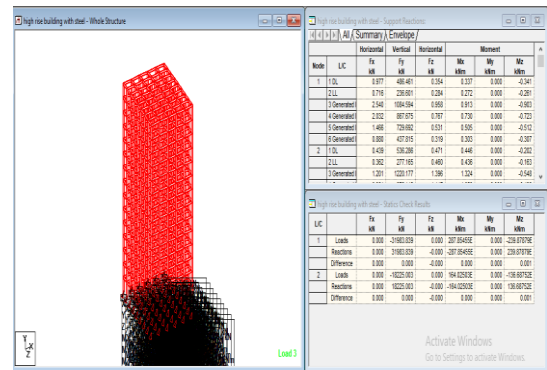 high rise building with steel - Whole Structure
Load 3
high rise building with steel - Support Reactions
All Summary Envelope
Horizontal Vertical Horizontal Moment
Node L/C Fx kN Fy kN Fz kN Mx kNm My kNm Mz kNm
1 1 DL 0.977 486.461 0.354 0.337 0.000 -0.341
2 LL 0.716 236.601 0.284 0.272 0.000 -0.261
3 Generated 2.540 1084.594 0.958 0.913 0.000 -0.903
4 Generated 2.032 867.675 0.767 0.730 0.000 -0.723
5 Generated 1.466 729.692 0.531 0.505 0.000 -0.512
6 Generated 0.880 437.815 0.319 0.303 0.000 -0.307
2 1 DL 0.439 536.286 0.471 0.446 0.000 -0.202
2 LL 0.362 277.165 0.460 0.436 0.000 -0.163
3 Generated 1.201 1220.177 1.396 1.324 0.000 -0.548
high rise building with steel - Statics Check Results
L/C Fx kN Fy kN Fz kN Mx kNm My kNm Mz kNm
1 Loads 0.000 -31983.839 0.000 287.85455E 0.000 -239.87879E
Reactions 0.000 31983.839 -0.000 -287.85455E 0.000 239.87879E
Difference 0.000 -0.000 -0.000 0.000 0.000 0.001
2 Loads 0.000 -18225.003 0.000 164.02503E 0.000 -136.68752E
Reactions 0.000 18225.003 -0.000 -164.02503E 0.000 136.68752E
Difference 0.000 0.000 -0.000 0.000 0.000 0.001
Activate Windows
Go to Settings to activate Windows.
Y
X
Z